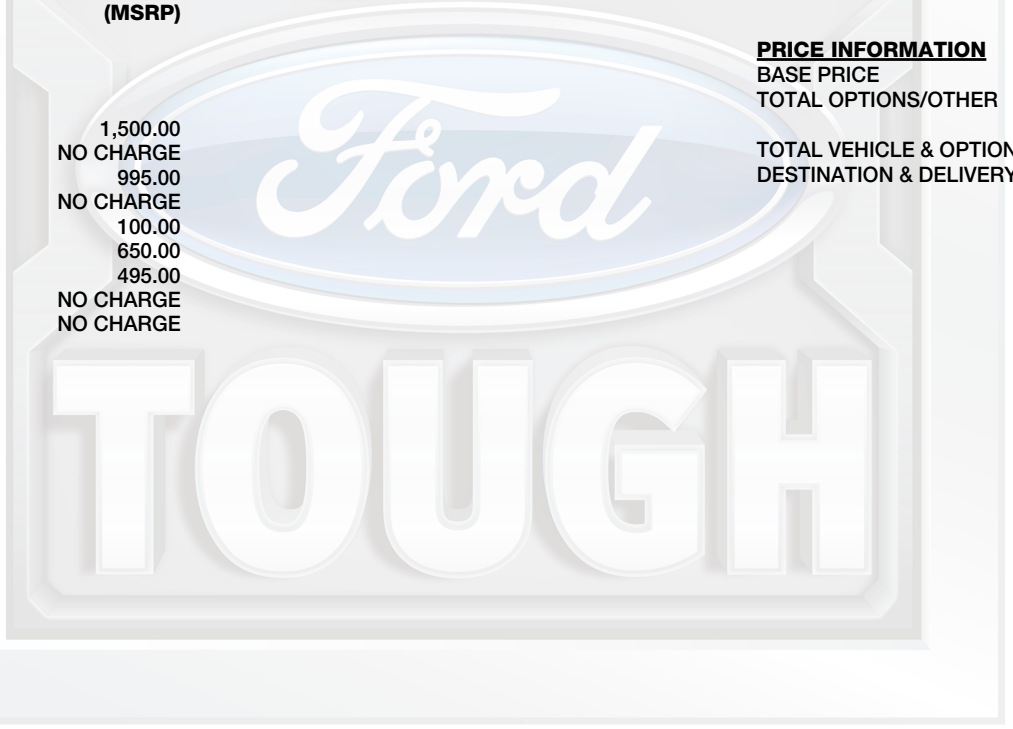 (MSRP)
1,500.00
NO CHARGE
995.00
NO CHARGE
100.00
650.00
495.00
NO CHARGE
NO CHARGE
PRICE INFORMATION
BASE PRICE
TOTAL OPTIONS/OTHER
TOTAL VEHICLE & OPTION
DESTINATION & DELIVERY
Ford
TOUGH